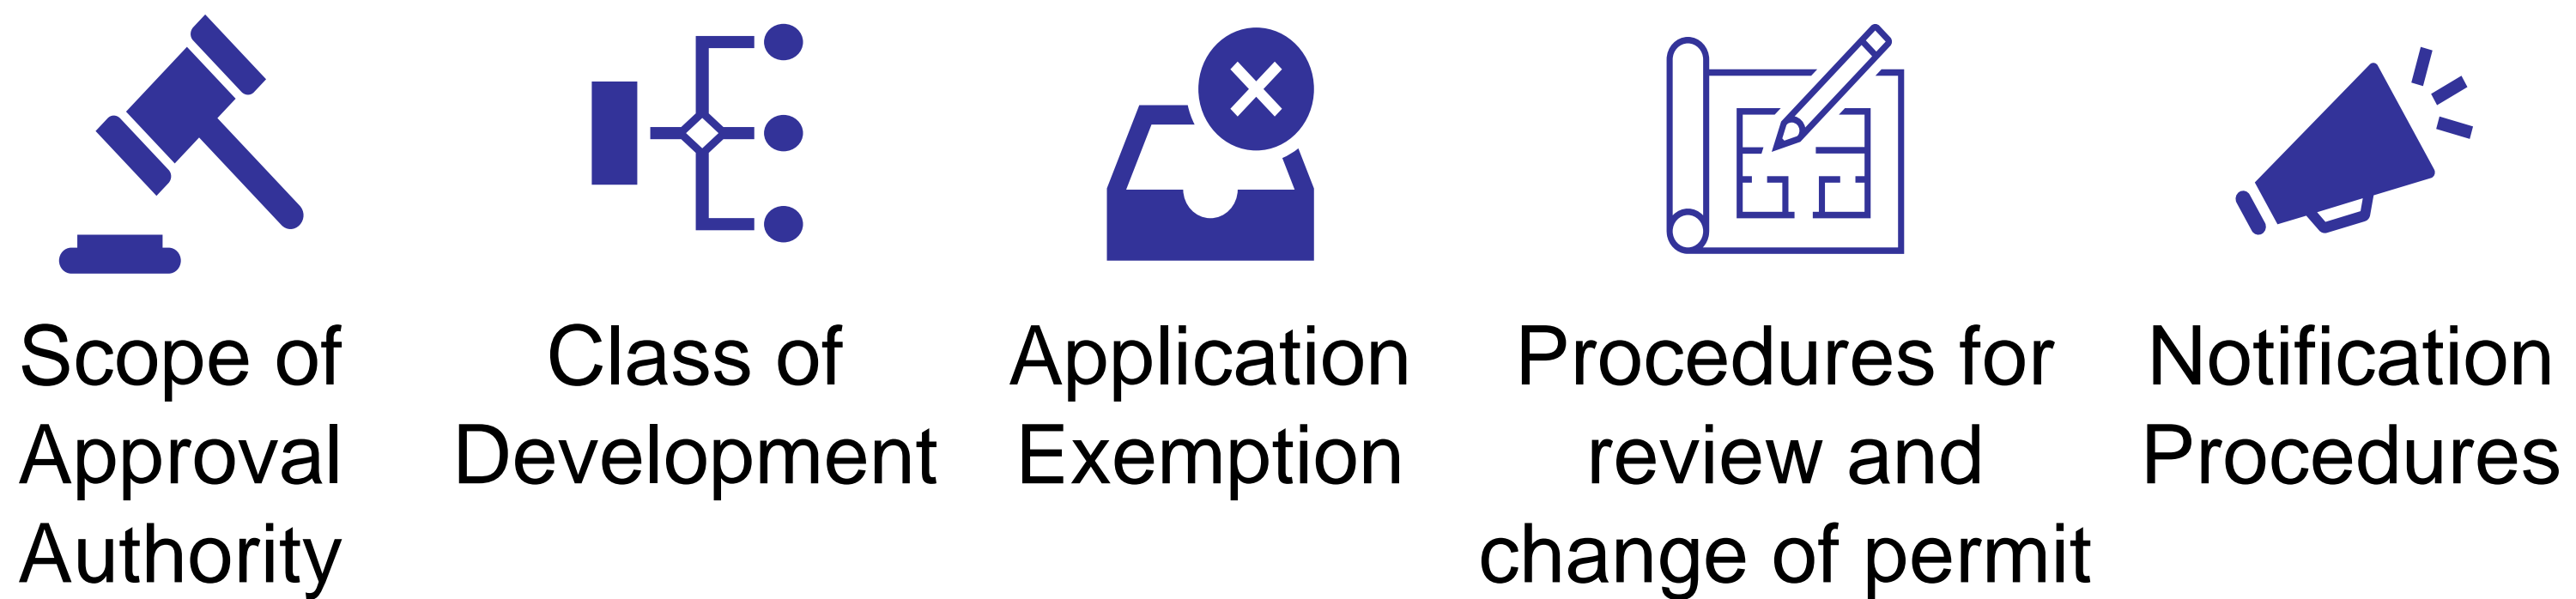 Scope of
Approval
Authority
Class of
Development
Application
Exemption
Procedures for
review and
change of permit
Notification
Procedures